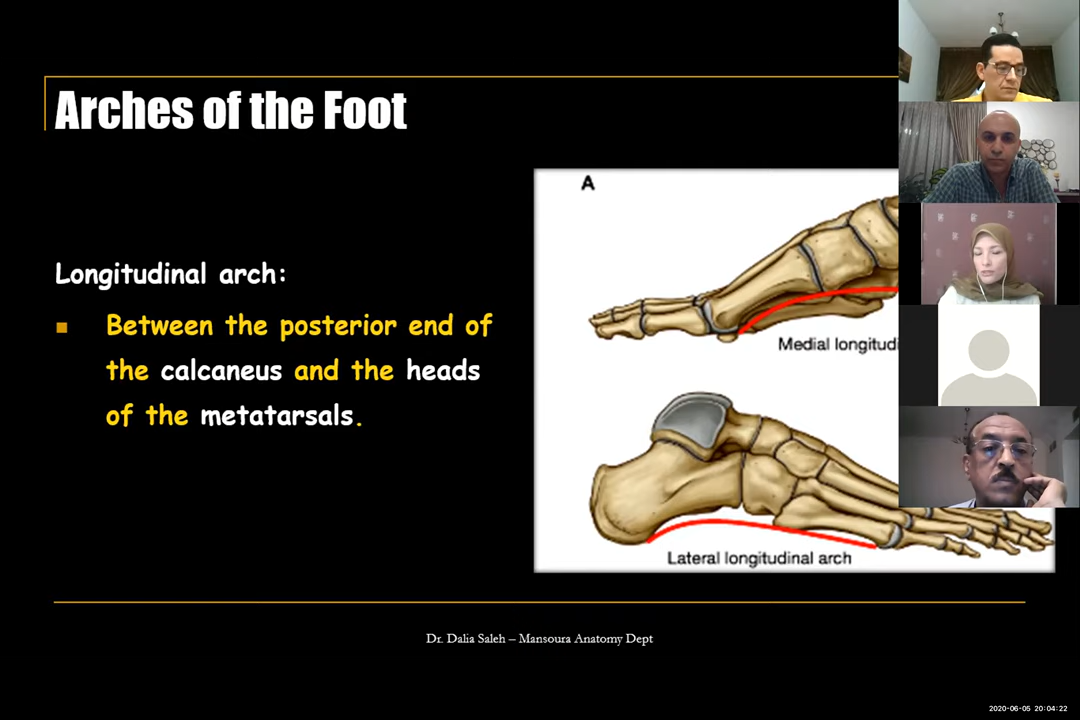 Arches of the Foot
A
Longitudinal arch:
Between the posterior end of
the calcaneus and the heads
of the metatarsals.
Medial longitudi
Lateral longitudinal arch
Dr. Dalia Saleh – Mansoura Anatomy Dept
2020-06-05 20:04:22